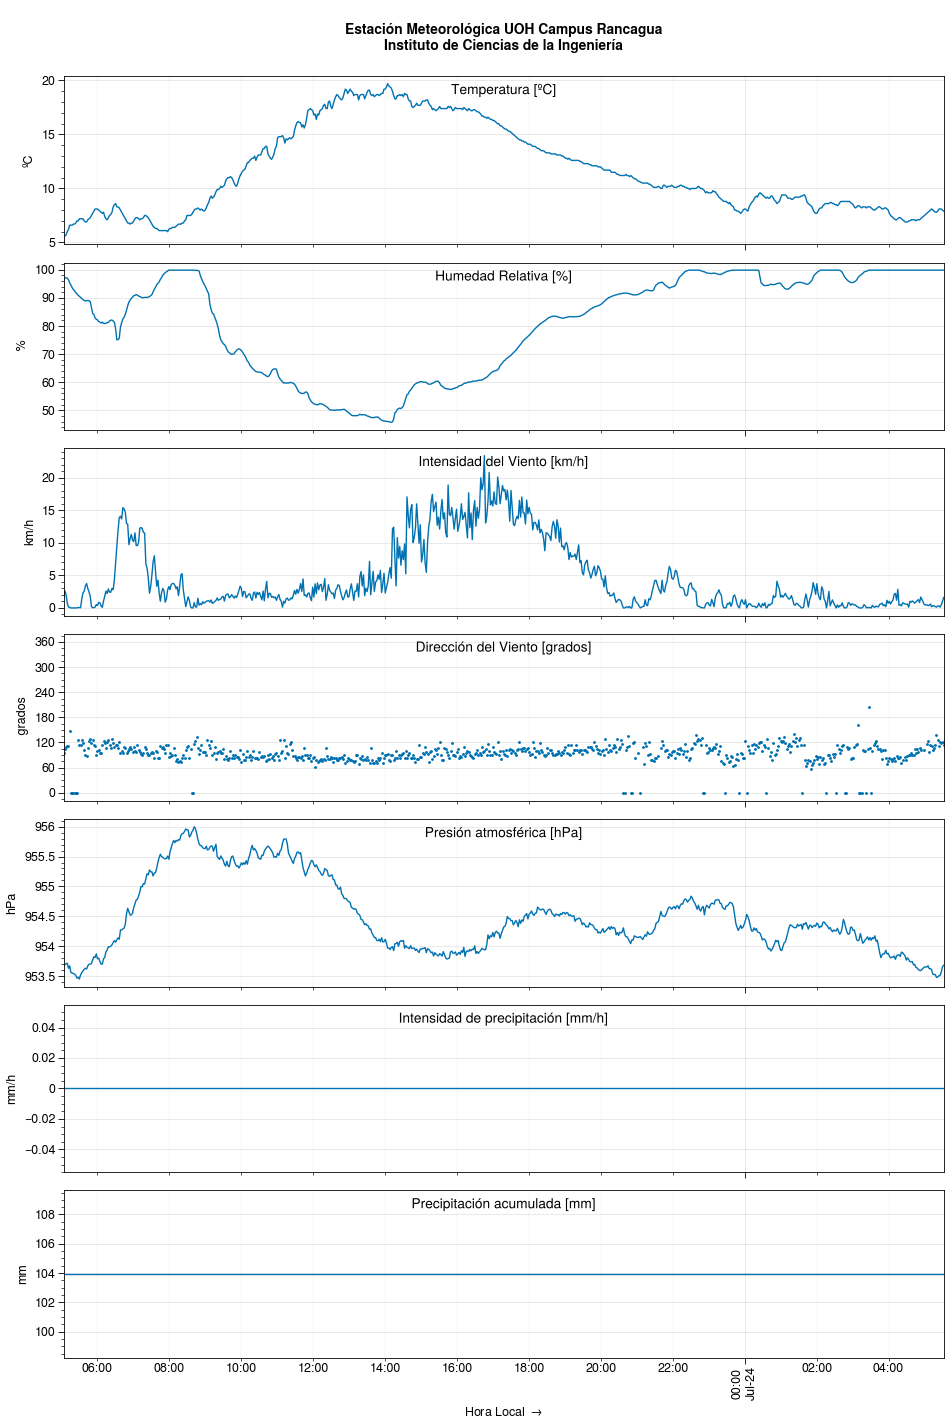 Estación Meteorológica UOH Campus Rancagua
Instituto de Ciencias de la Ingeniería
Temperatura [ºC]
ºC
20
15
10
5
Humedad Relativa [%]
%
100
90
80
70
60
50
Intensidad del Viento [km/h]
km/h
20
15
10
5
0
Dirección del Viento [grados]
grados
360
300
240
180
120
60
0
Presión atmosférica [hPa]
hPa
956
955.5
955
954.5
954
953.5
Intensidad de precipitación [mm/h]
mm/h
0.04
0.02
0
−0.02
−0.04
Precipitación acumulada [mm]
mm
108
106
104
102
100
06:00 08:00 10:00 12:00 14:00 16:00 18:00 20:00 22:00 00:00 02:00 04:00
Jul-24
Hora Local →